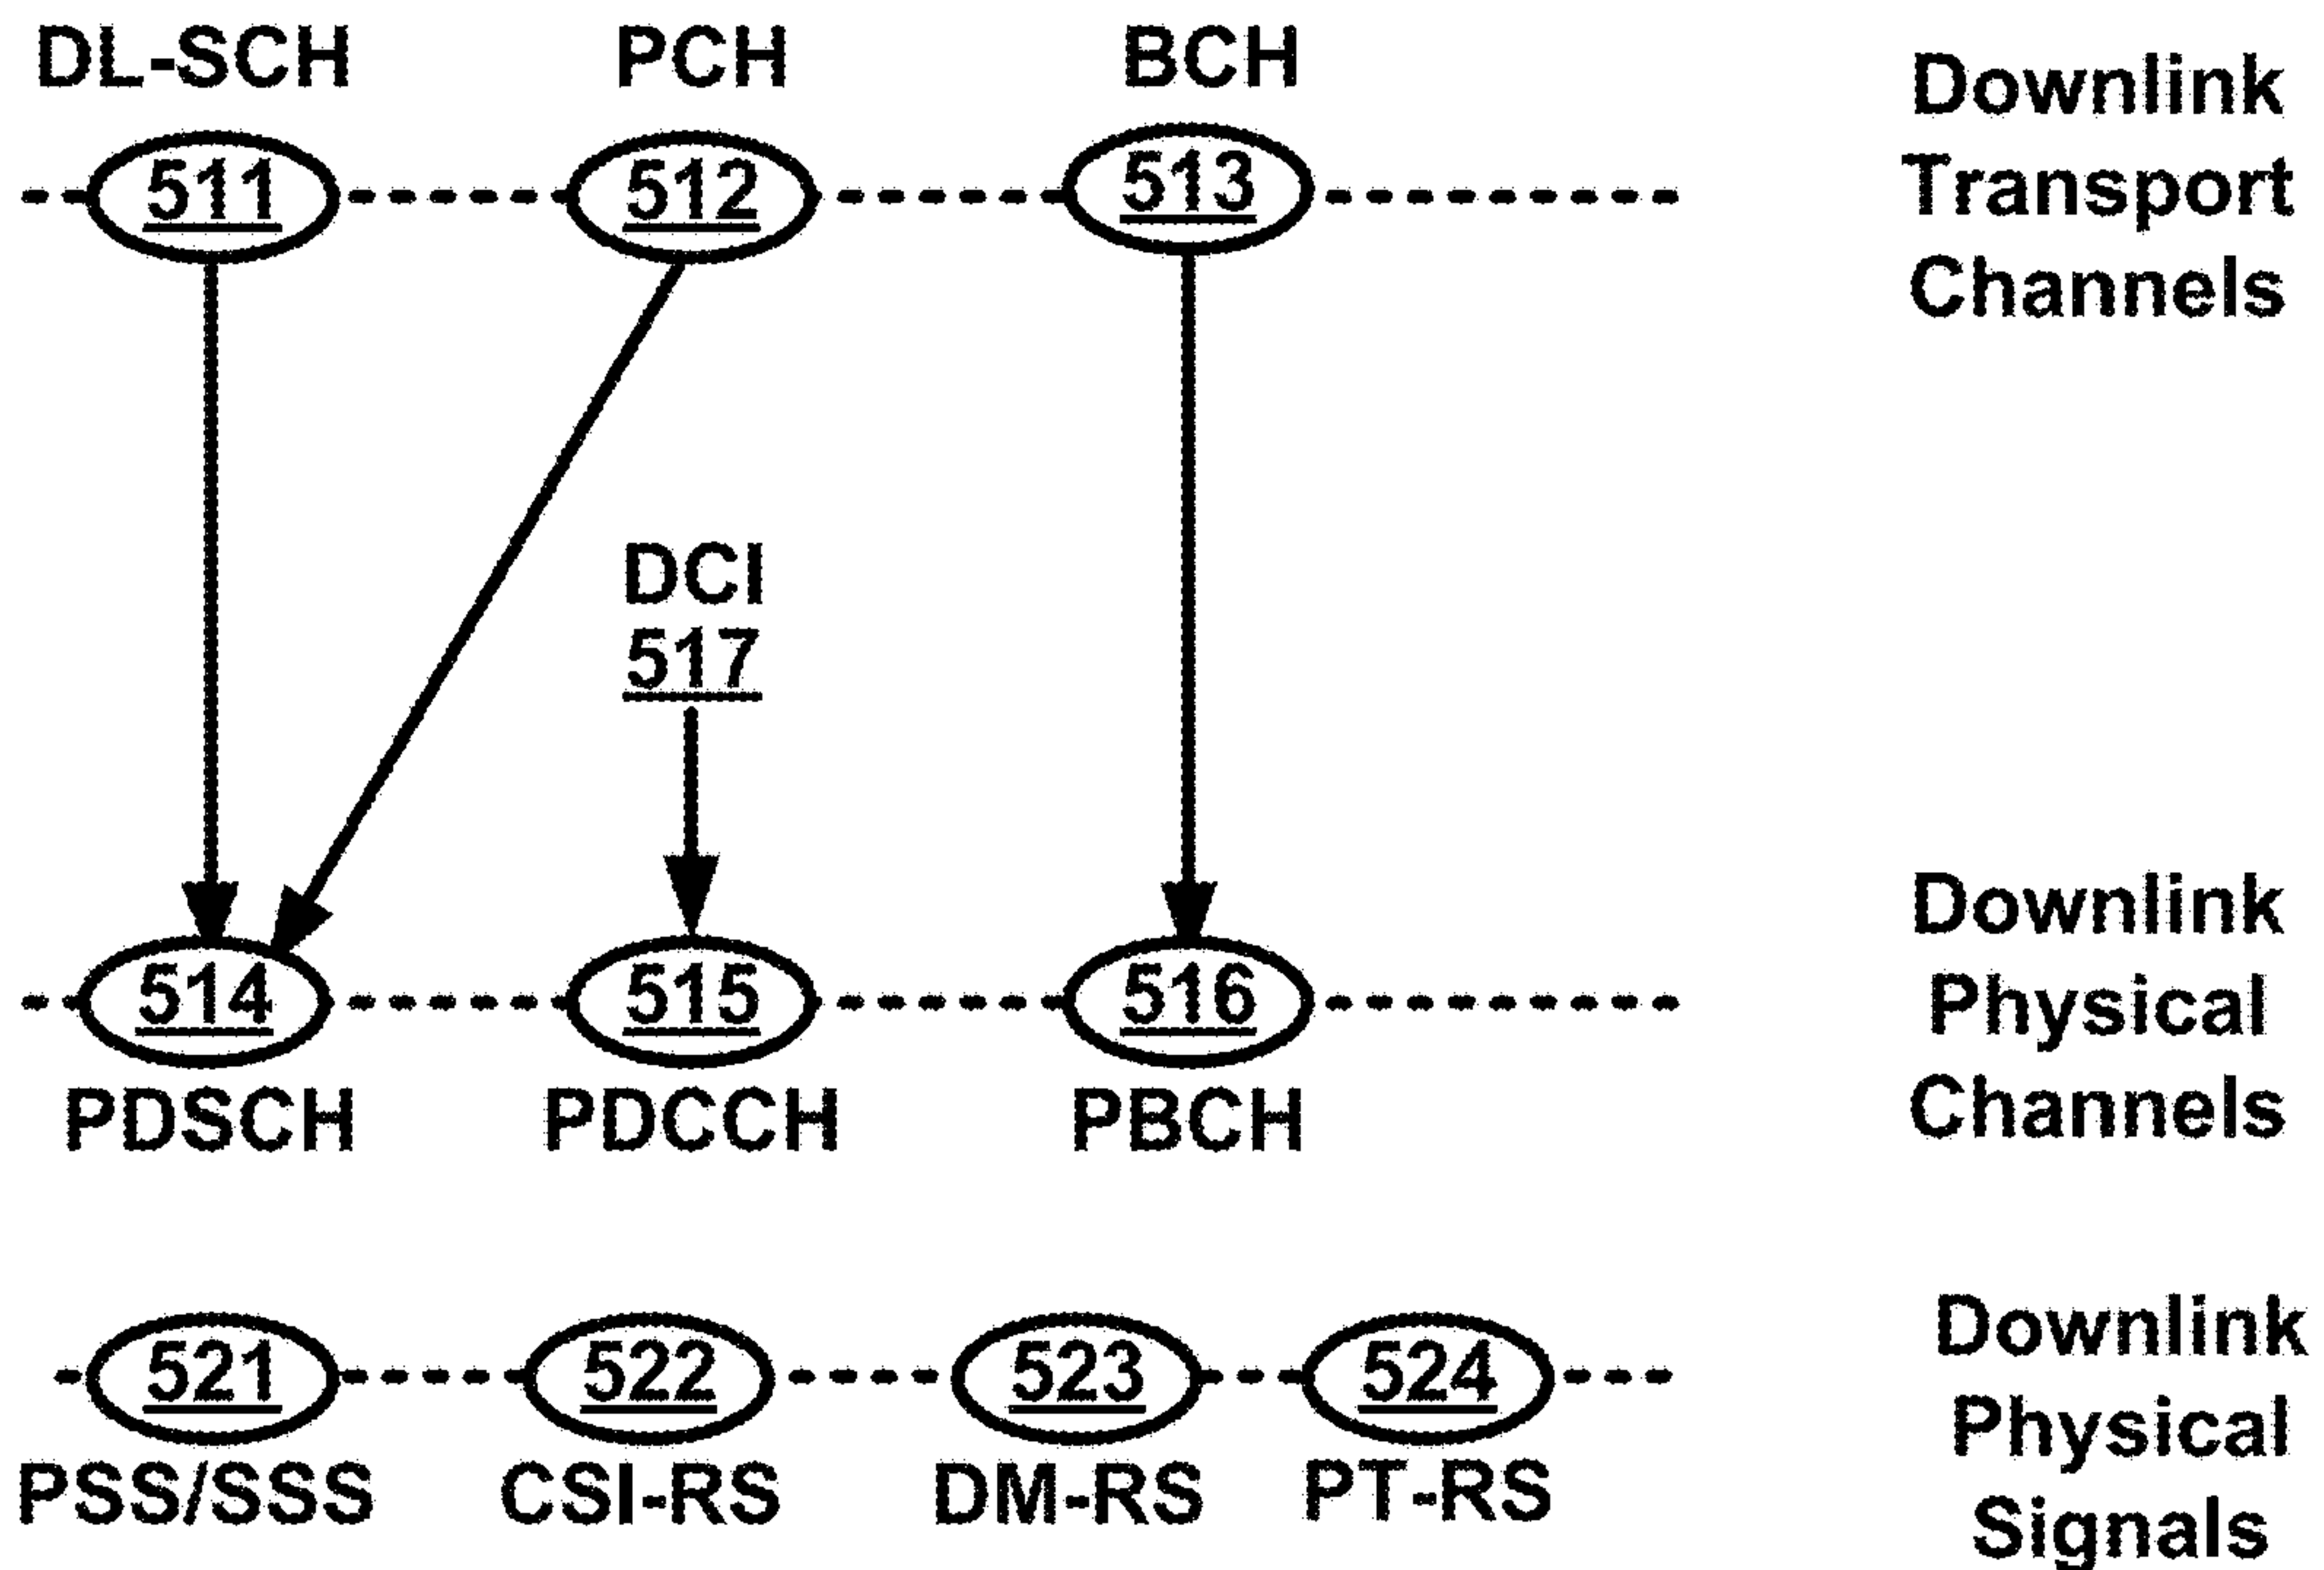 DL-SCH
PCH
BCH
511
512
513
Downlink
Transport
Channels
DCI
517
514
515
516
PDSCH
PDCCH
PBCH
Downlink
Physical
Channels
521
522
523
524
PSS/SSS
CSI-RS
DM-RS
PT-RS
Downlink
Physical
Signals